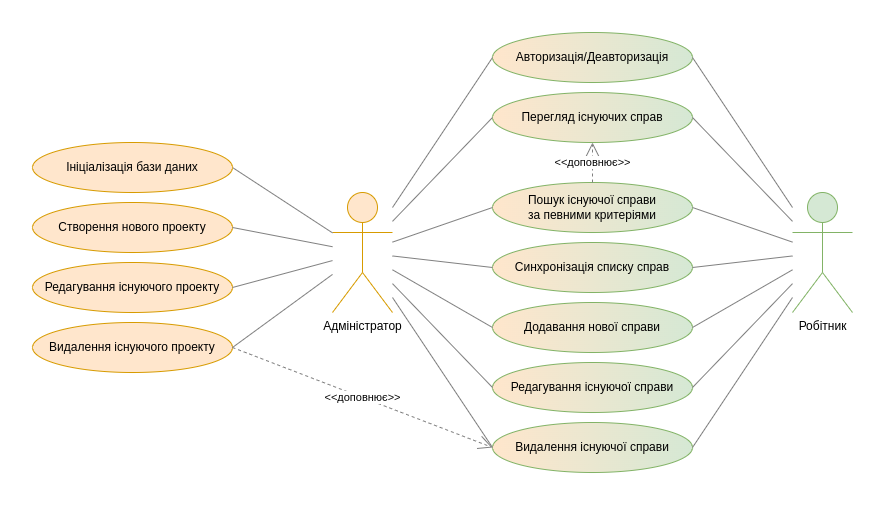 Авторизація/Деавторизація
Перегляд існуючих справ
<<доповнює>>
Ініціалізація бази даних
Пошук існуючої справи
за певними критеріями
Створення нового проекту
Синхронізація списку справ
Редагування існуючого проекту
Адміністратор
Додавання нової справи
Робітник
Видалення існуючого проекту
Редагування існуючої справи
<<доповнює>>
Видалення існуючої справи